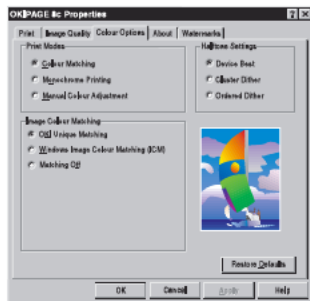 OKIPAGE 8c Properties
Print
Image Quality
Colour Options
About
Watermarks
Print Modes
Colour Matching
Monochrome Printing
Manual Colour Adjustment
Halftone Settings
Device Best
Cluster Dither
Ordered Dither
Image Colour Matching
OKI Unique Matching
Windows Image Colour Matching (ICM)
Matching Off
Restore Defaults
OK
Cancel
Apply
Help